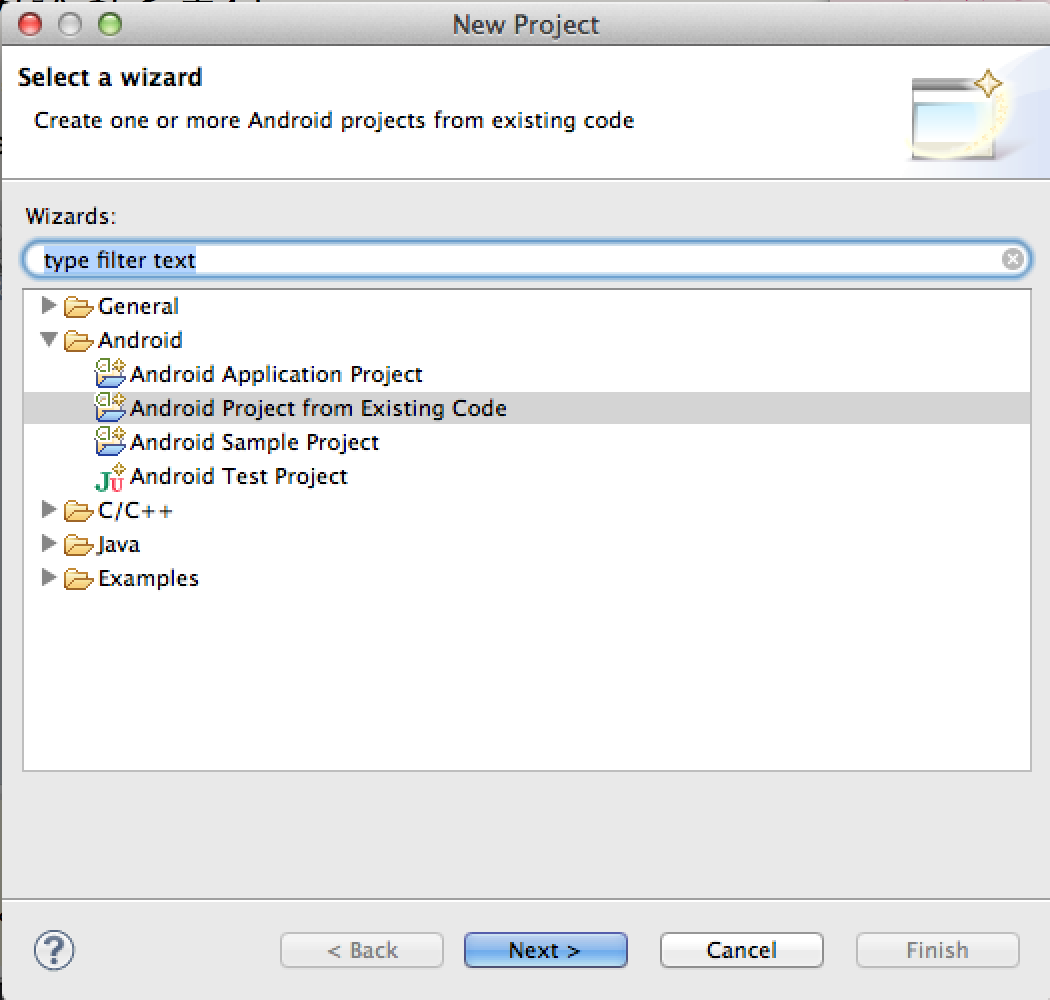 New Project
Select a wizard
Create one or more Android projects from existing code
Wizards:
type filter text
General
Android
Android Application Project
Android Project from Existing Code
Android Sample Project
Android Test Project
C/C++
Java
Examples
? < Back Next > Cancel Finish